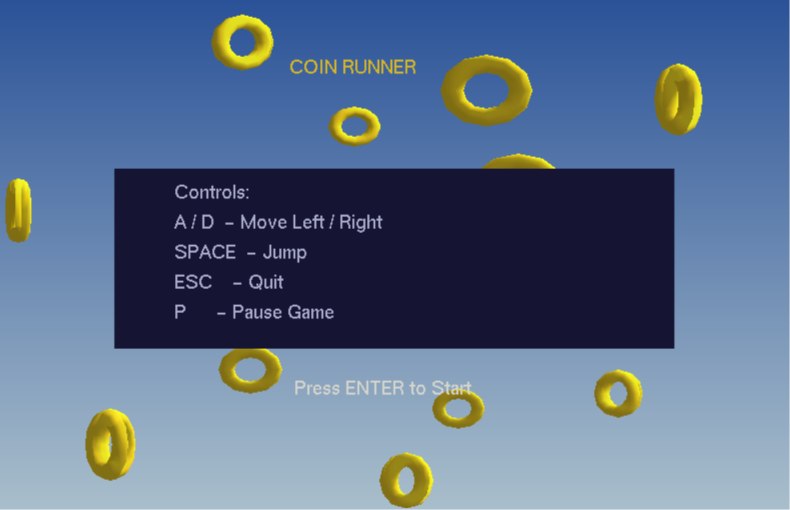 COIN RUNNER
Controls:
A / D – Move Left / Right
SPACE – Jump
ESC – Quit
P – Pause Game
Press ENTER to Start